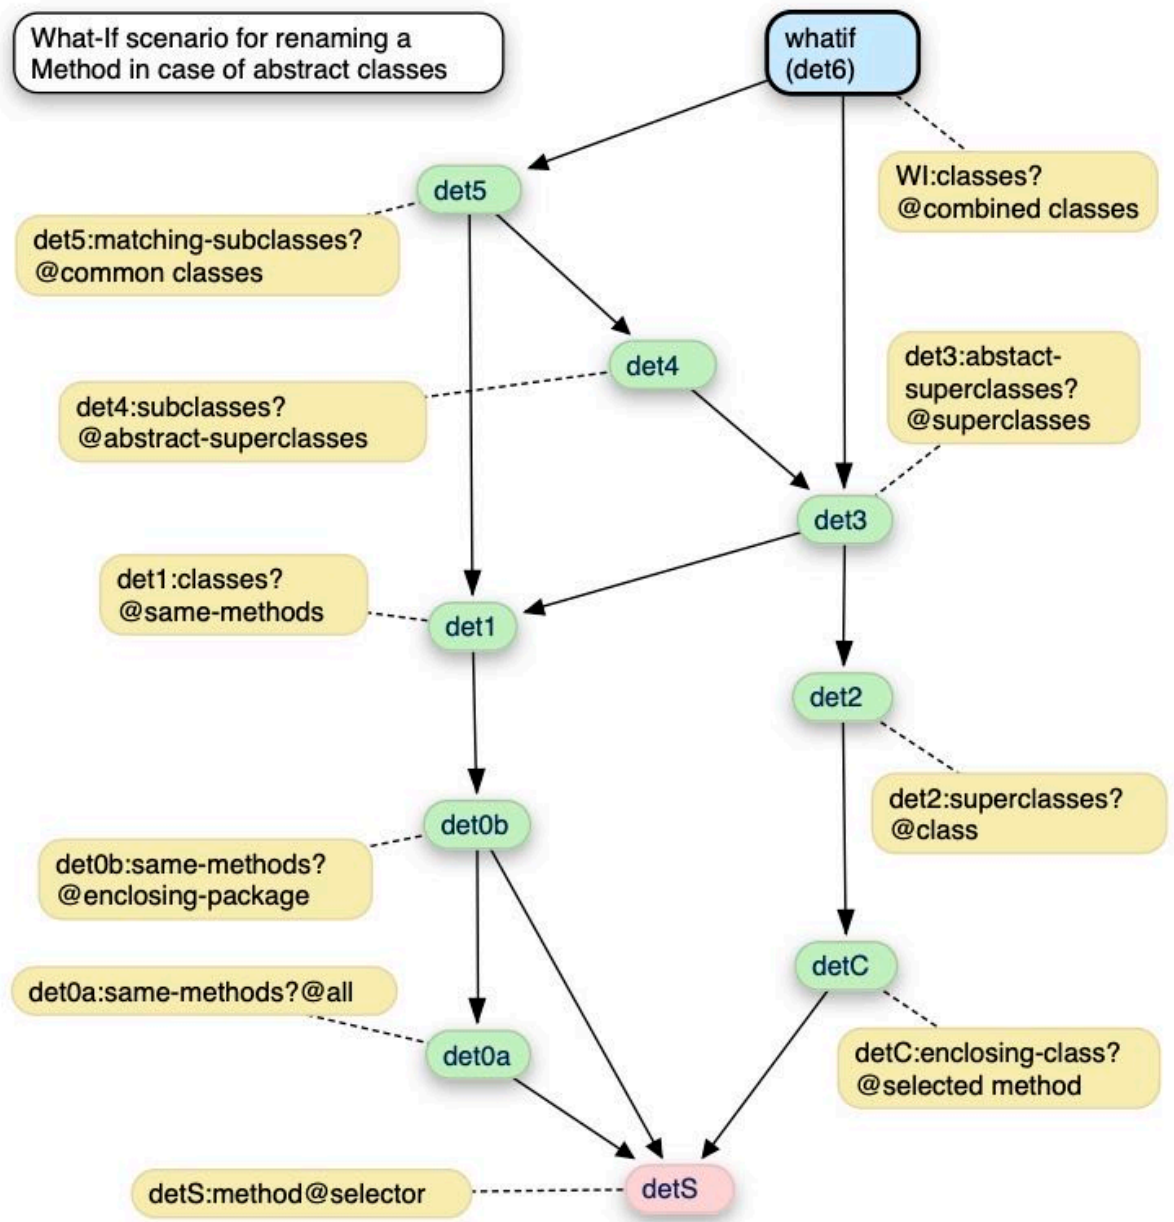 What-If scenario for renaming a
Method in case of abstract classes
whatif
(det6)
WI:classes?
@combined classes
det5
det5:matching-subclasses?
@common classes
det4
det4:subclasses?
@abstract-superclasses
det3:abstact-
superclasses?
@superclasses
det3
det1:classes?
@same-methods
det1
det2
det2:superclasses?
@class
det0b
det0b:same-methods?
@enclosing-package
detC
det0a:same-methods?@all
det0a
detC:enclosing-class?
@selected method
detS:method@selector
detS